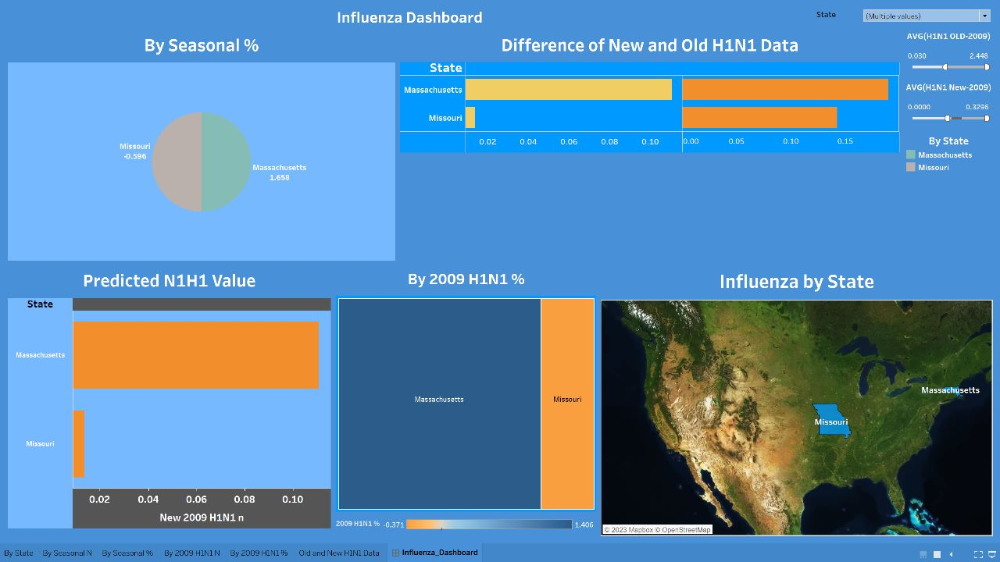 Influenza Dashboard
State
(Multiple values)
By Seasonal %
Difference of New and Old H1N1 Data
AVG(H1N1 OLD-2009)
0.030 2.448
AVG(H1N1 New-2009)
0.0000 0.3296
By State
Massachusetts
Missouri
State
Massachusetts
Missouri
0.02 0.04 0.06 0.08 0.10 0.00 0.05 0.10 0.15
Missouri
-0.596
Massachusetts
1.658
Predicted N1H1 Value
State
Massachusetts
Missouri
0.02 0.04 0.06 0.08 0.10
New 2009 H1N1 n
By 2009 H1N1 %
Massachusetts
Missouri
2009 H1N1 % -0.371 1.406
Influenza by State
Massachusetts
Missouri
© 2023 Mapbox © OpenStreetMap
By State By Seasonal N By Seasonal % By 2009 H1N1 N By 2009 H1N1 % Old and New H1N1 Data Influenza_Dashboard